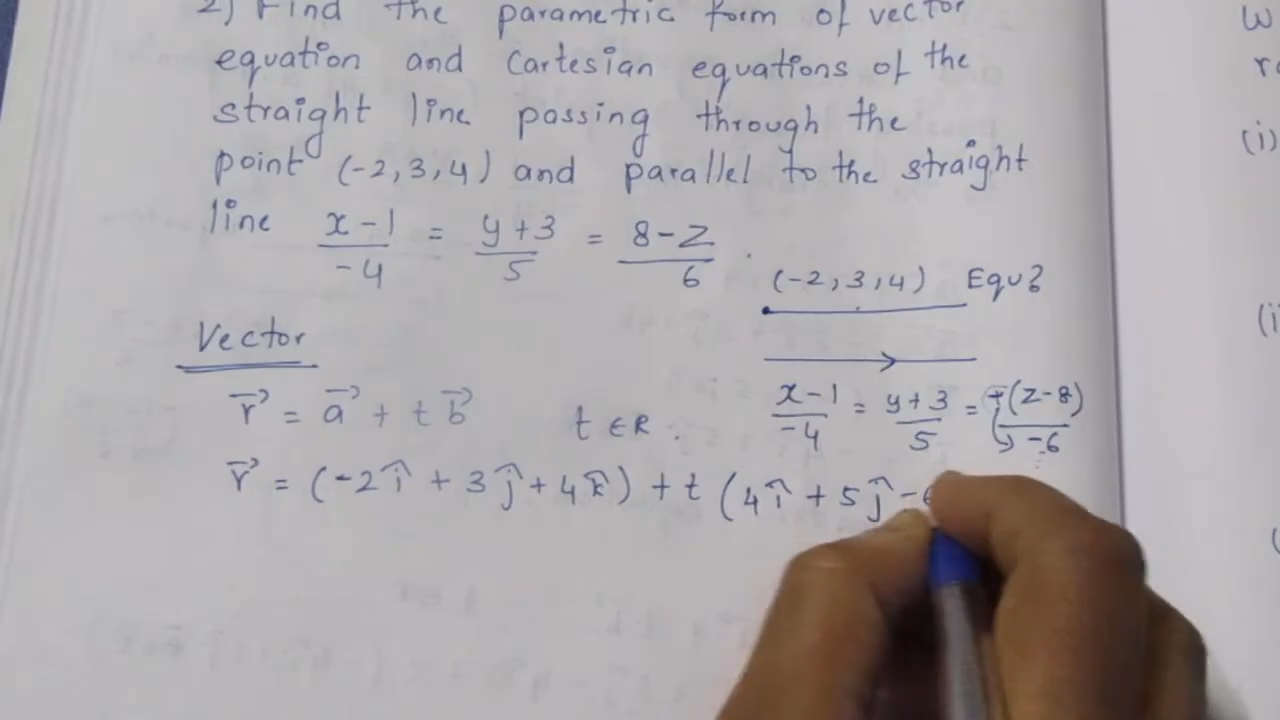 2) Find the parametric form of vector
equation and Cartesian equations of the
straight line passing through the
point (-2,3,4) and parallel to the straight
line x-1/-4 = y+3/5 = 8-z/6 .
(-2,3,4) Equ?
Vector
r⃗ = a⃗ + t b⃗ t ∈ R.
x-1/-4 = y+3/5 = -(z-8)/-6
r⃗ = (-2î + 3ĵ + 4k̂) + t (4î + 5ĵ - 6
W
(i)